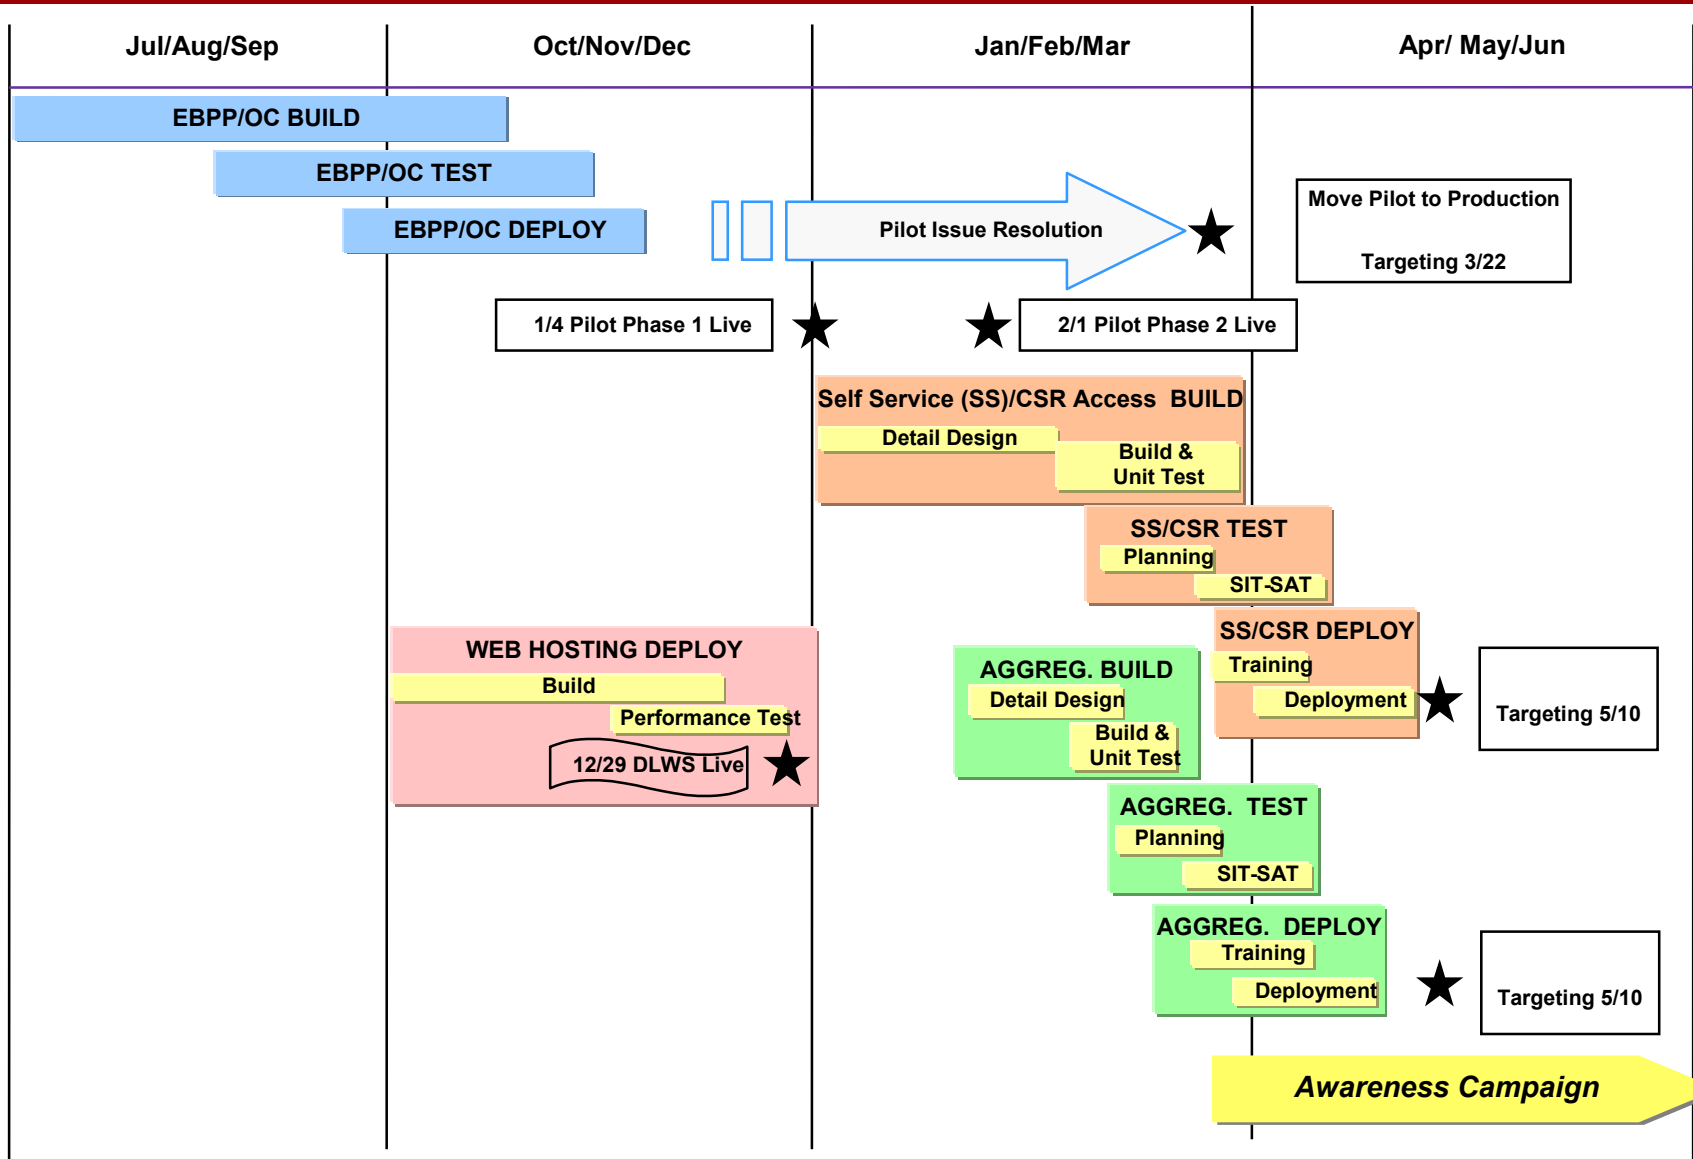 Jul/Aug/Sep
Oct/Nov/Dec
Jan/Feb/Mar
Apr/ May/Jun
EBPP/OC BUILD
EBPP/OC TEST
EBPP/OC DEPLOY
Pilot Issue Resolution
Move Pilot to Production
Targeting 3/22
1/4 Pilot Phase 1 Live
2/1 Pilot Phase 2 Live
Self Service (SS)/CSR Access BUILD
Detail Design
Build &
Unit Test
SS/CSR TEST
Planning
SIT-SAT
SS/CSR DEPLOY
Training
Deployment
Targeting 5/10
WEB HOSTING DEPLOY
Build
Performance Test
12/29 DLWS Live
AGGREG. BUILD
Detail Design
Build &
Unit Test
AGGREG. TEST
Planning
SIT-SAT
AGGREG. DEPLOY
Training
Deployment
Targeting 5/10
Awareness Campaign